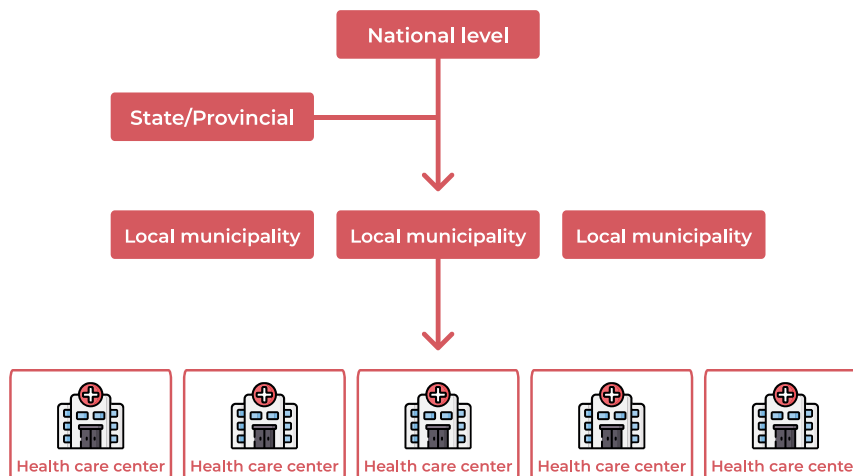 National level
State/Provincial
Local municipality
Local municipality
Local municipality
Health care center
Health care center
Health care center
Health care center
Health care center